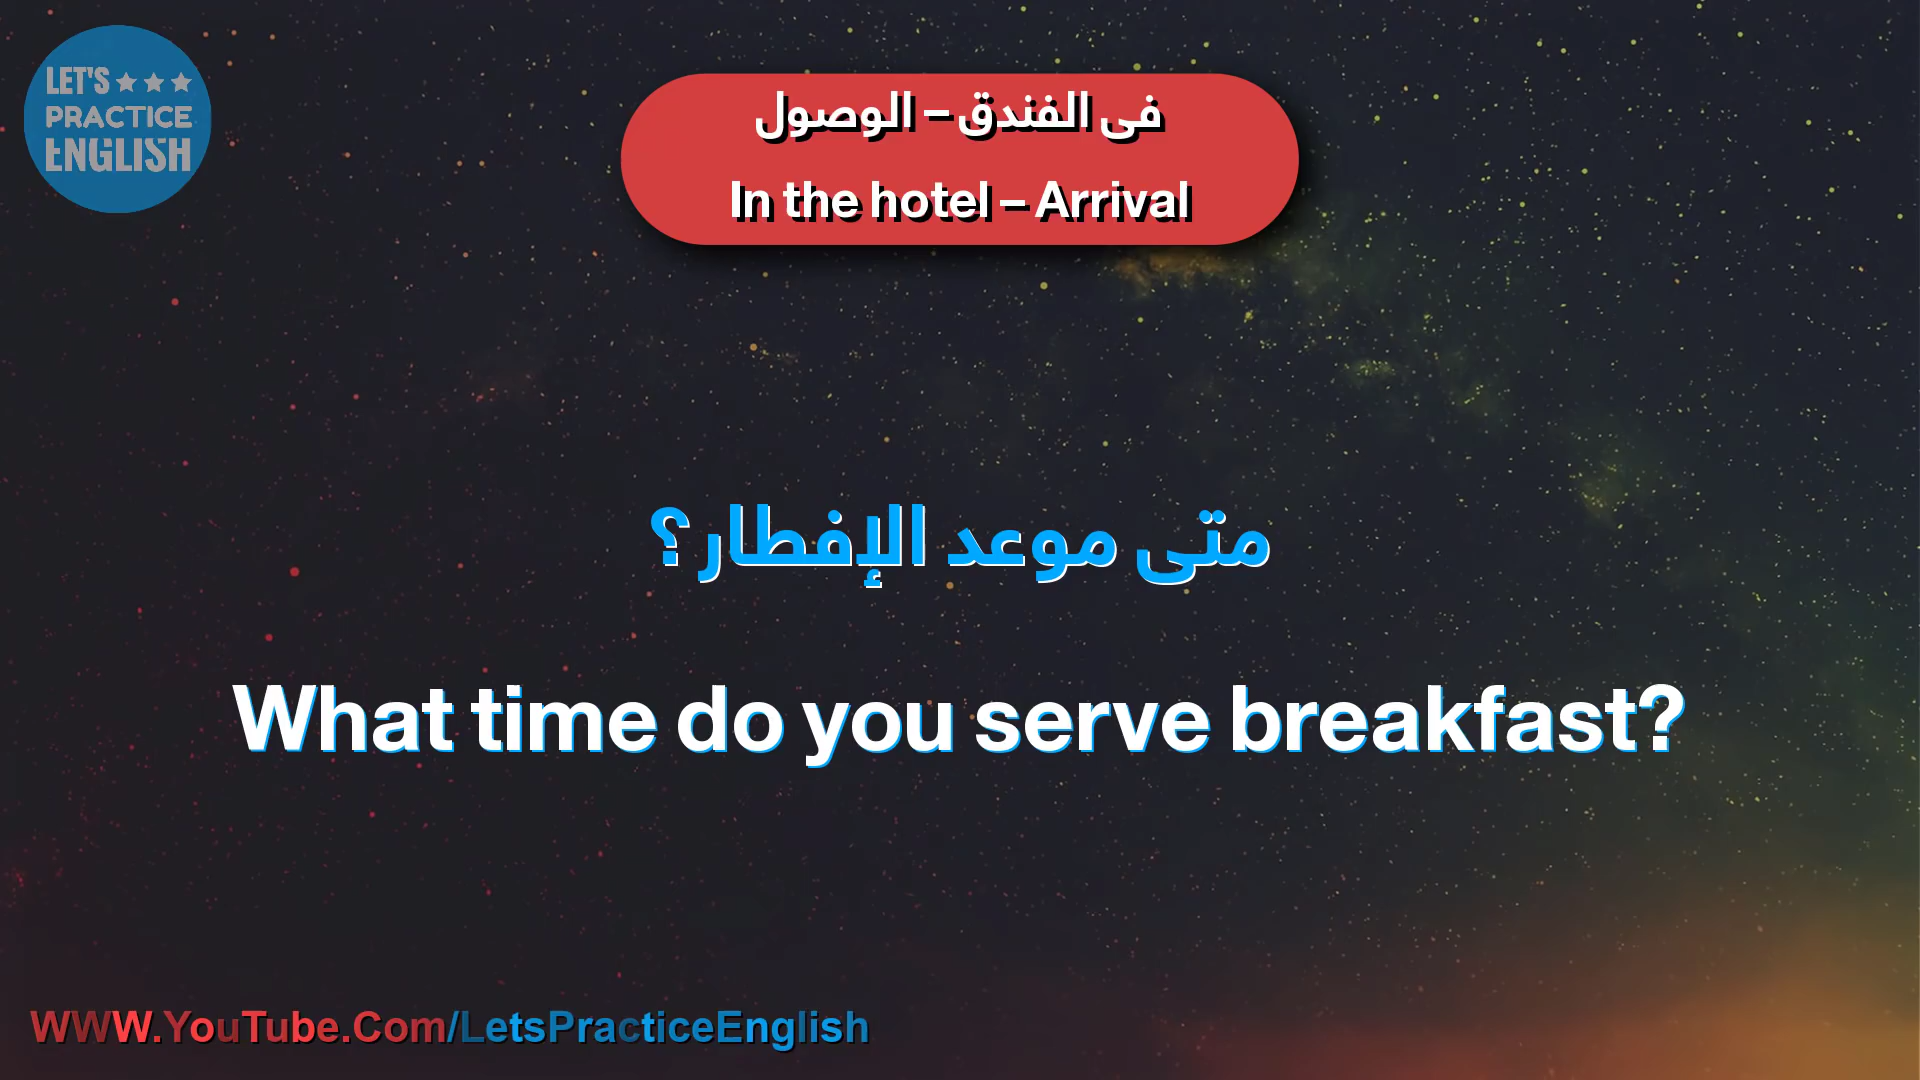 LET'S
PRACTICE
ENGLISH
فى الفندق – الوصول
In the hotel – Arrival
متى موعد الإفطار؟
What time do you serve breakfast?
WWW.YouTube.Com/LetsPracticeEnglish